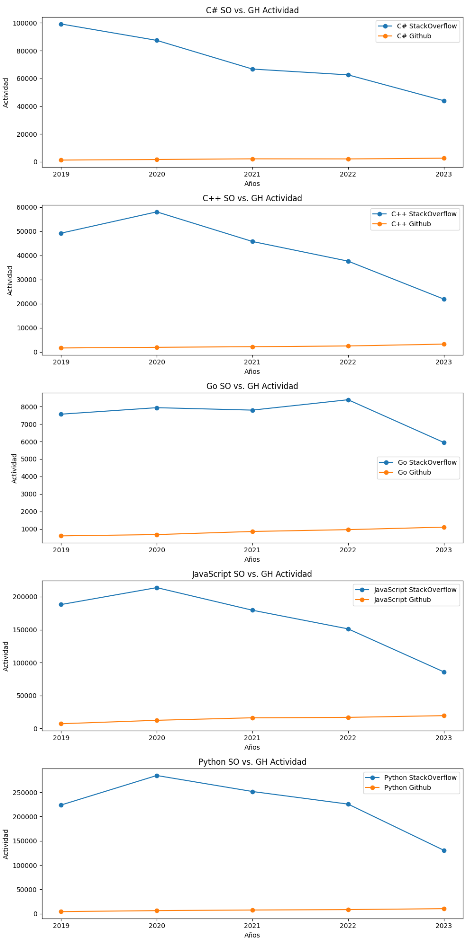 C# SO vs. GH Actividad
C# StackOverflow
C# Github
100000
80000
60000
40000
20000
0
Actividad
2019 2020 2021 2022 2023
Años
C++ SO vs. GH Actividad
C++ StackOverflow
C++ Github
60000
50000
40000
30000
20000
10000
0
Actividad
2019 2020 2021 2022 2023
Años
Go SO vs. GH Actividad
Go StackOverflow
Go Github
8000
7000
6000
5000
4000
3000
2000
1000
Actividad
2019 2020 2021 2022 2023
Años
JavaScript SO vs. GH Actividad
JavaScript StackOverflow
JavaScript Github
200000
150000
100000
50000
0
Actividad
2019 2020 2021 2022 2023
Años
Python SO vs. GH Actividad
Python StackOverflow
Python Github
250000
200000
150000
100000
50000
0
Actividad
2019 2020 2021 2022 2023
Años